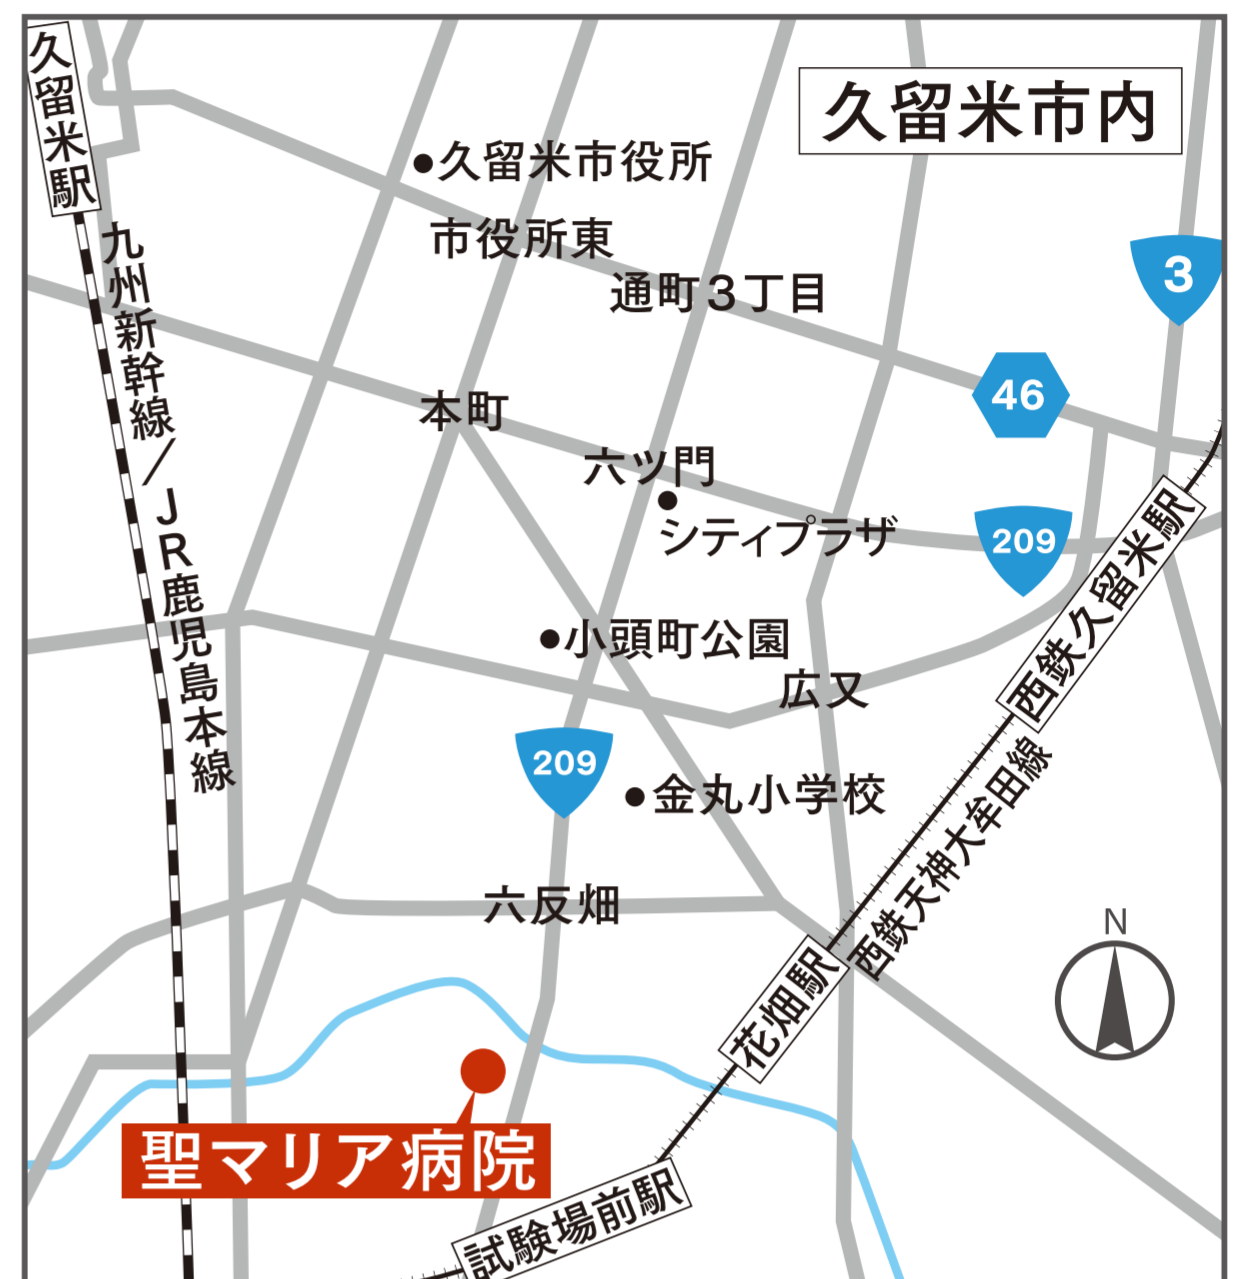 久留米駅
久留米市内
久留米市役所
市役所東
3
九州新幹線/JR鹿児島本線
通町3丁目
46
本町
六ツ門
シティプラザ
209
西鉄久留米駅
小頭町公園
広又
209
金丸小学校
西鉄天神大牟田線
六反畑
N
花畑駅
聖マリア病院
試験場前駅